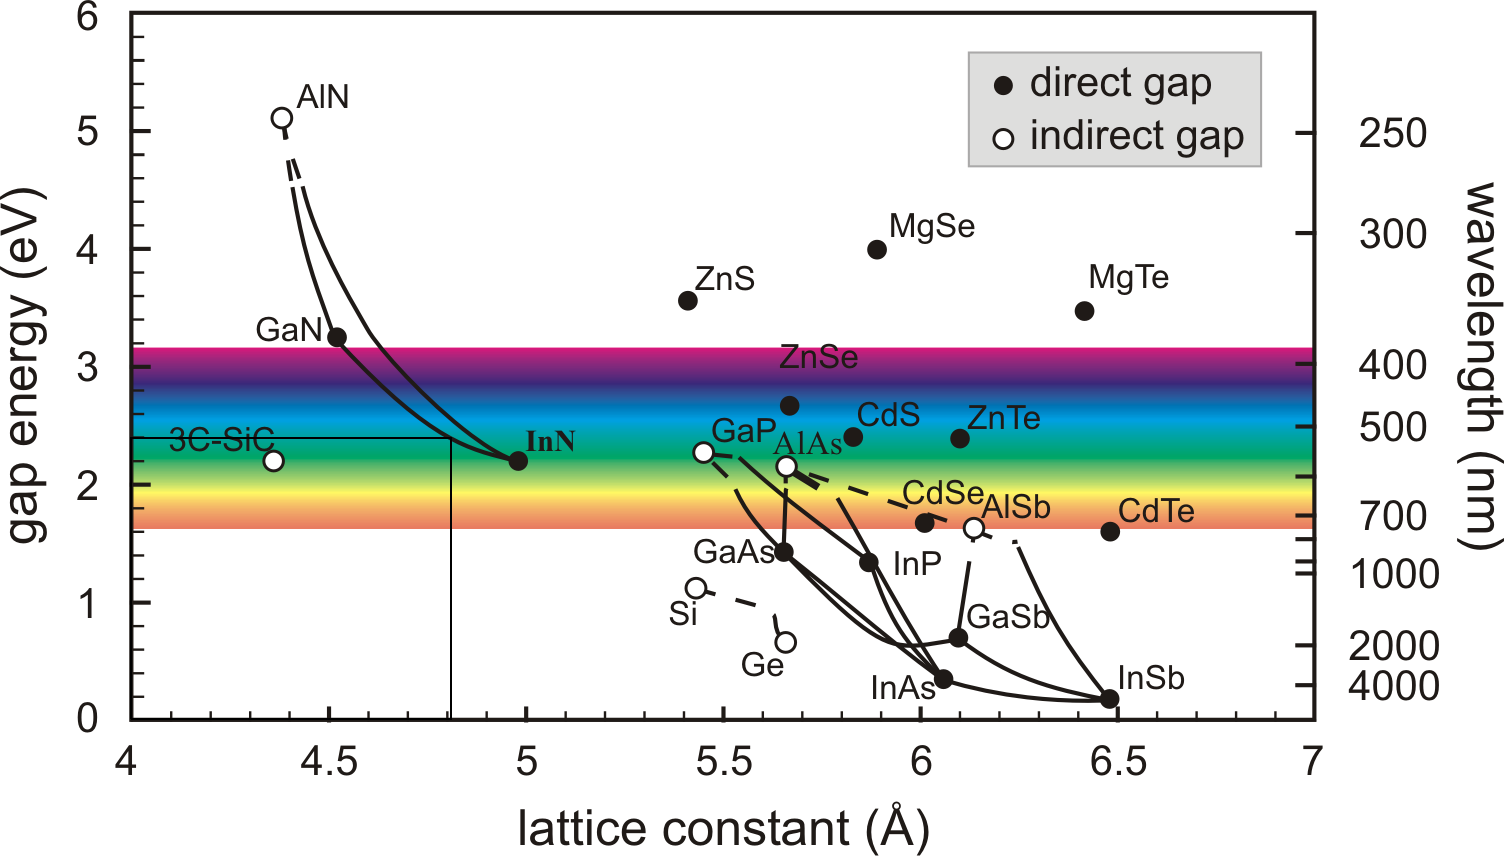 6
AlN
direct gap
indirect gap
5
250
MgSe
4
300
ZnS
MgTe
GaN
ZnSe
3
400
CdS
ZnTe
500
3C-SiC
InN
GaP
AlAs
2
CdSe
AlSb
CdTe
700
GaAs
InP
1000
1
Si
GaSb
Ge
2000
InAs
InSb
4000
0
4
4.5
5
5.5
6
6.5
7
gap energy (eV)
wavelength (nm)
lattice constant (Å)